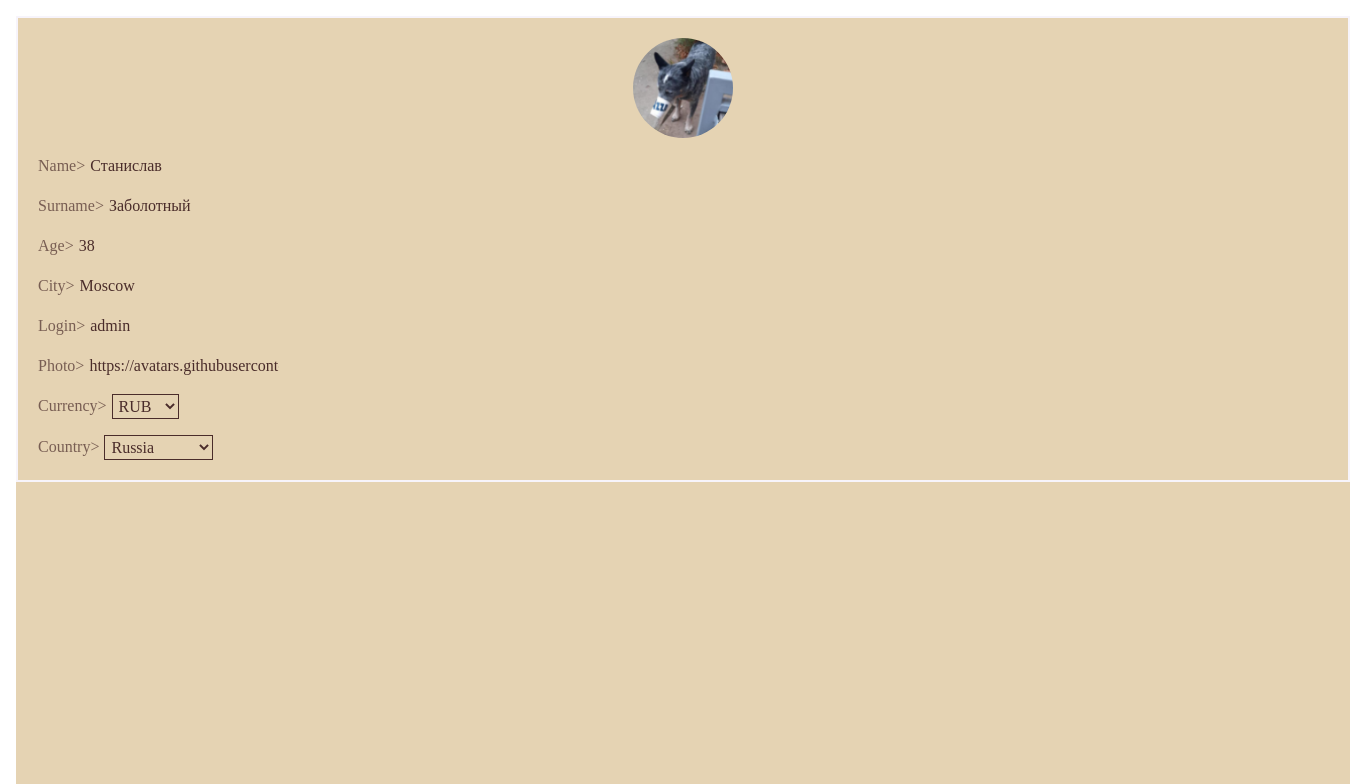 Name> Станислав
Surname> Заболотный
Age> 38
City> Moscow
Login> admin
Photo> https://avatars.githubusercont
Currency> RUB
Country> Russia